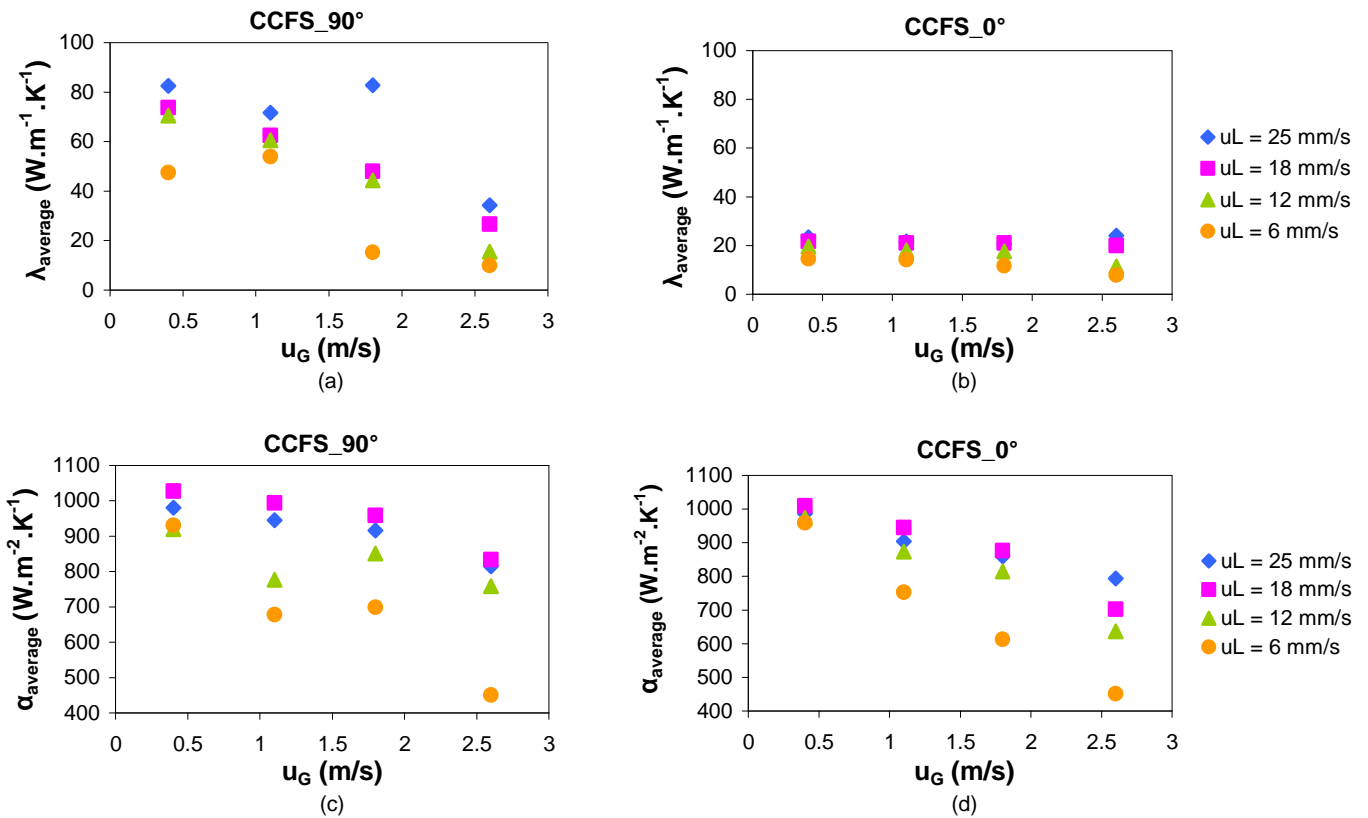 CCFS_90°
λaverage (W.m-1.K-1)
100
80
60
40
20
0
0 0.5 1 1.5 2 2.5 3
uG (m/s)
(a)
CCFS_0°
λaverage (W.m-1.K-1)
100
80
60
40
20
0
0 0.5 1 1.5 2 2.5 3
uG (m/s)
(b)
uL = 25 mm/s
uL = 18 mm/s
uL = 12 mm/s
uL = 6 mm/s
CCFS_90°
αaverage (W.m-2.K-1)
1100
1000
900
800
700
600
500
400
0 0.5 1 1.5 2 2.5 3
uG (m/s)
(c)
CCFS_0°
αaverage (W.m-2.K-1)
1100
1000
900
800
700
600
500
400
0 0.5 1 1.5 2 2.5 3
uG (m/s)
(d)
uL = 25 mm/s
uL = 18 mm/s
uL = 12 mm/s
uL = 6 mm/s